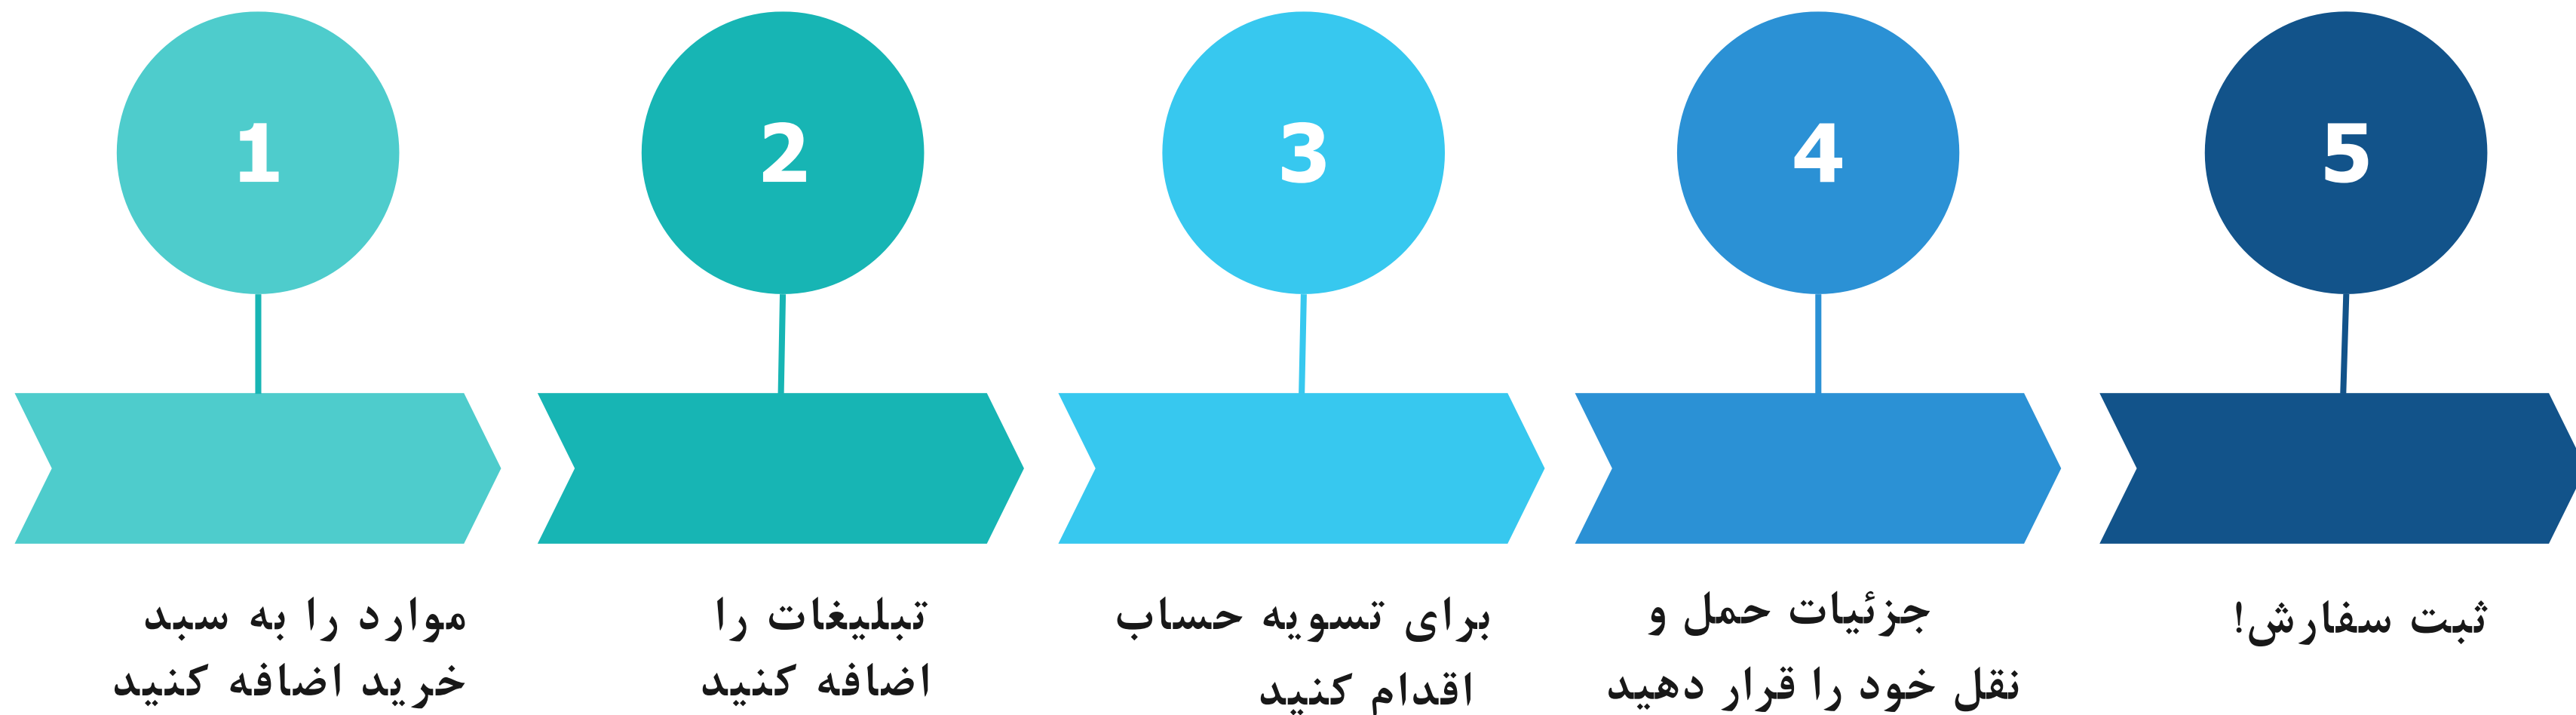 1
موارد را به سبد
خرید اضافه کنید
2
تبلیغات را
اضافه کنید
3
برای تسویه حساب
اقدام کنید
4
جزئیات حمل و
نقل خود را قرار دهید
5
ثبت سفارش!